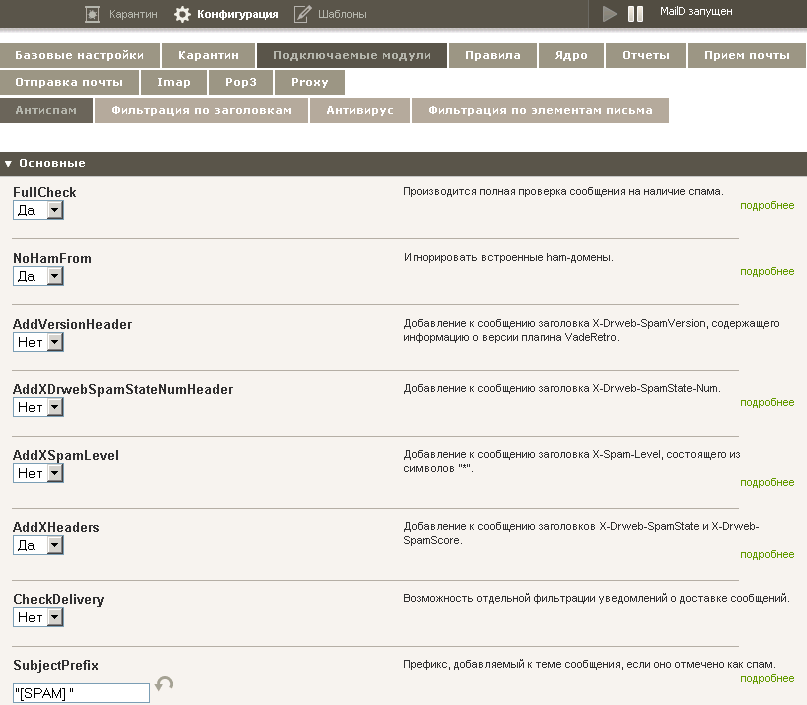 Карантин Конфигурация Шаблоны MailD запущен
Базовые настройки Карантин Подключаемые модули Правила Ядро Отчеты Прием почты
Отправка почты Imap Pop3 Proxy
Антиспам Фильтрация по заголовкам Антивирус Фильтрация по элементам письма
▼ Основные
FullCheck
Да
Производится полная проверка сообщения на наличие спама.
подробнее
NoHamFrom
Да
Игнорировать встроенные ham-домены.
подробнее
AddVersionHeader
Нет
Добавление к сообщению заголовка X-Drweb-SpamVersion, содержащего
информацию о версии плагина VadeRetro.
AddXDrwebSpamStateNumHeader
Нет
Добавление к сообщению заголовка X-Drweb-SpamState-Num.
подробнее
AddXSpamLevel
Нет
Добавление к сообщению заголовка X-Spam-Level, состоящего из
символов "*".
подробнее
AddXHeaders
Да
Добавление к сообщению заголовков X-Drweb-SpamState и X-Drweb-
SpamScore.
подробнее
CheckDelivery
Нет
Возможность отдельной фильтрации уведомлений о доставке сообщений.
SubjectPrefix
"[SPAM] "
Префикс, добавляемый к теме сообщения, если оно отмечено как спам.
подробнее